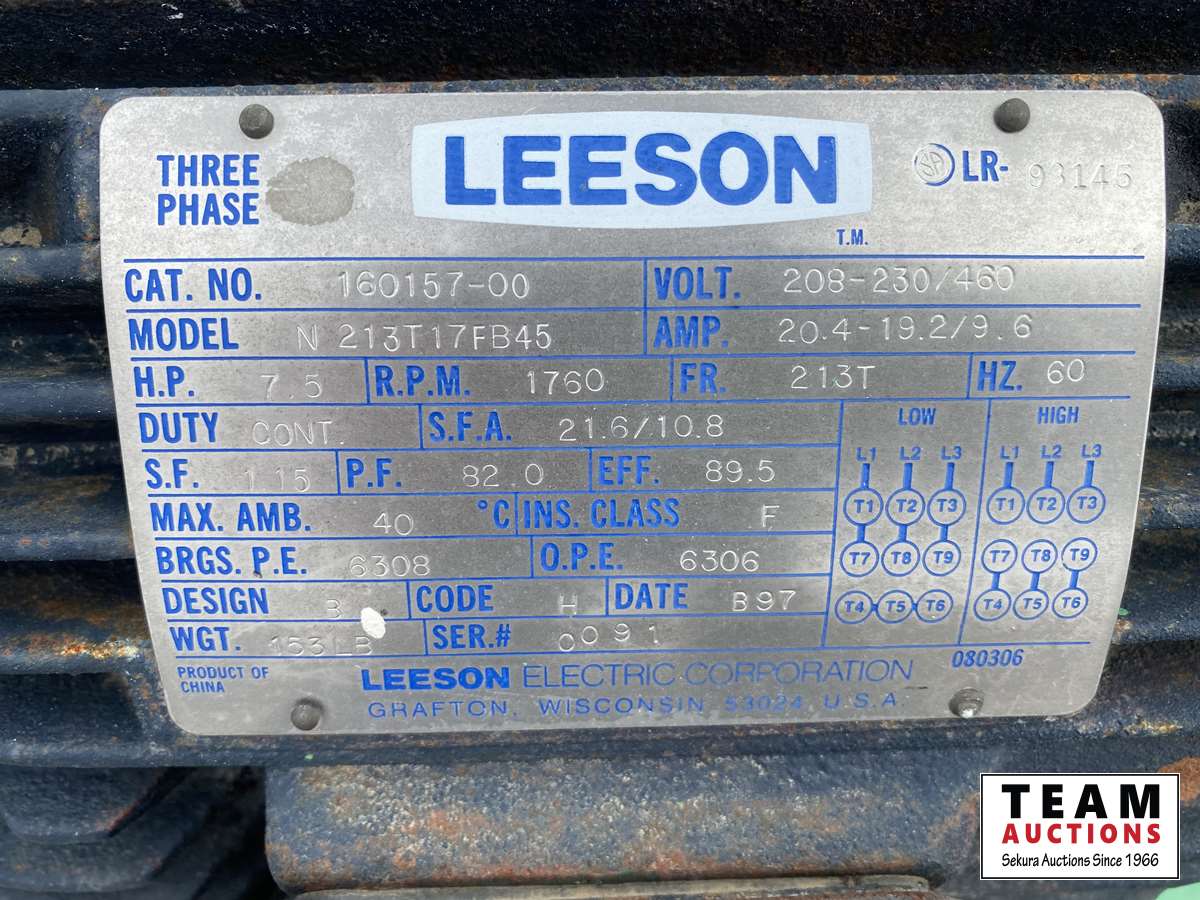 THREE
PHASE
LEESON
T.M.
LR- 93145
CAT. NO. 160157-00 VOLT. 208-230/460
MODEL N 213T17FB45 AMP. 20.4-19.2/9.6
H.P. 7.5 R.P.M. 1760 FR. 213T HZ. 60
DUTY CONT. S.F.A. 21.6/10.8
S.F. 1.15 P.F. 82.0 EFF. 89.5
MAX. AMB. 40 °C INS. CLASS F
BRGS. P.E. 6308 O.P.E. 6306
DESIGN B CODE H DATE B97
WGT. 153LB SER.# 0091
LOW HIGH
L1 L2 L3 L1 L2 L3
T1 T2 T3 T1 T2 T3
T7 T8 T9 T7 T8 T9
T4 T5 T6 T4 T5 T6
080306
PRODUCT OF
CHINA
LEESON ELECTRIC CORPORATION
GRAFTON, WISCONSIN 53024 U.S.A.
TEAM
AUCTIONS
Sekura Auctions Since 1966